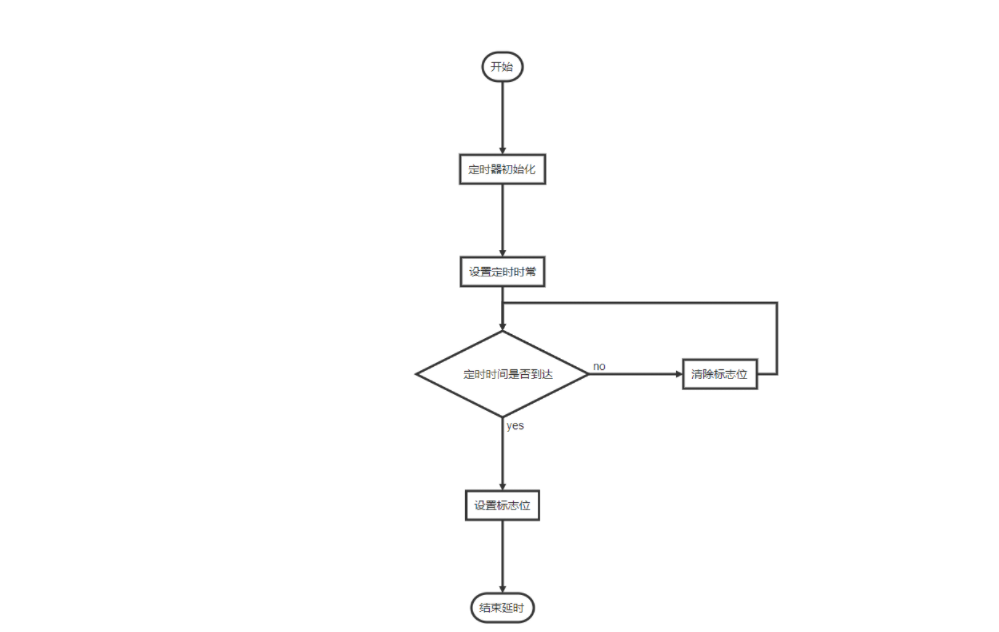 开始
定时器初始化
设置定时时常
定时时间是否到达
no
清除标志位
yes
设置标志位
结束延时